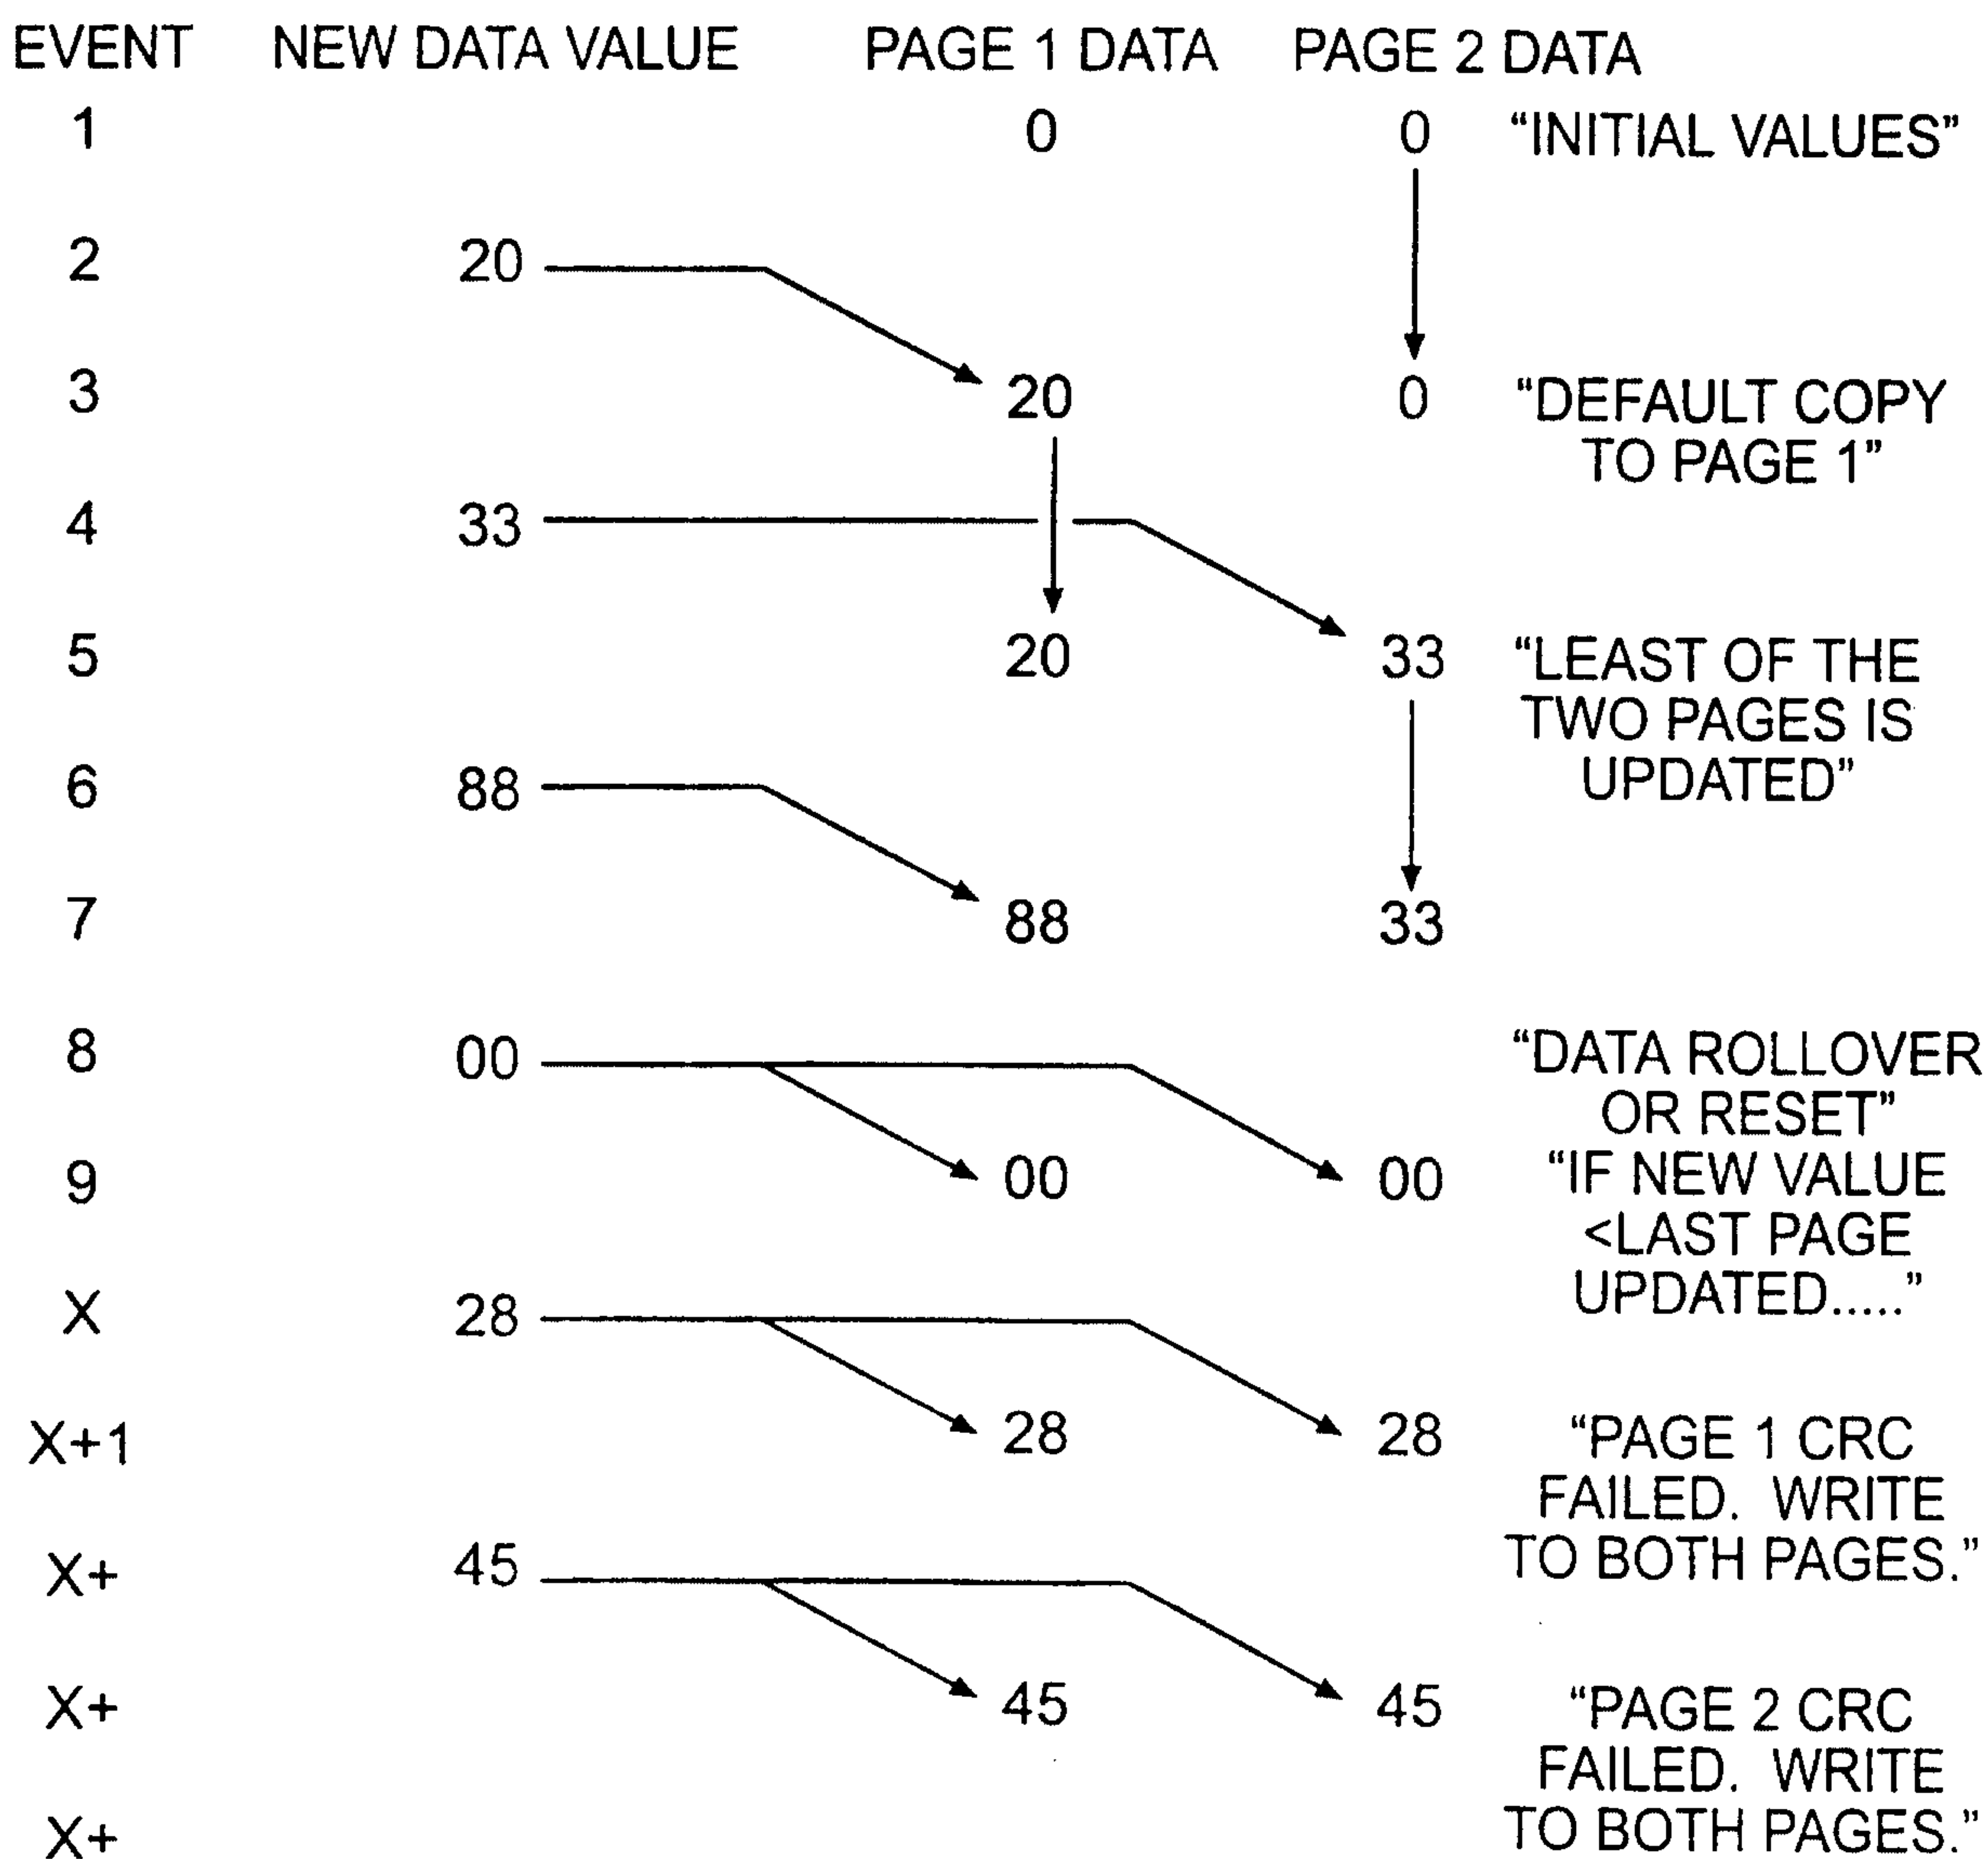 EVENT NEW DATA VALUE PAGE 1 DATA PAGE 2 DATA
1 0 0 “INITIAL VALUES”
2 20
3 20 0 “DEFAULT COPY
TO PAGE 1”
4 33
5 20 33 “LEAST OF THE
TWO PAGES IS
6 88 UPDATED”
7 88 33
8 00 “DATA ROLLOVER
OR RESET”
9 00 00 “IF NEW VALUE
<LAST PAGE
X 28 UPDATED.....”
X+1 28 28 “PAGE 1 CRC
FAILED. WRITE
X+ 45 TO BOTH PAGES.”
X+ 45 45 “PAGE 2 CRC
FAILED. WRITE
X+ TO BOTH PAGES.”